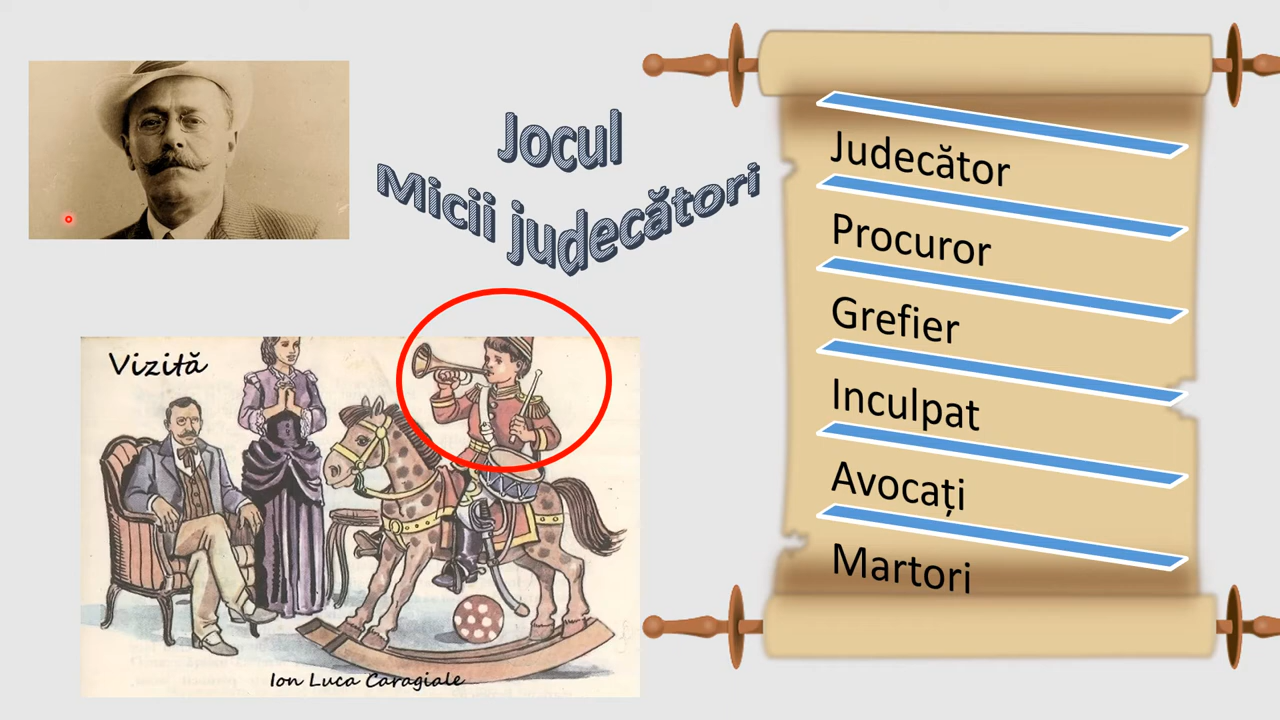 Jocul
Micii judecători
Vizită
Ion Luca Caragiale
Judecător
Procuror
Grefier
Inculpat
Avocați
Martori